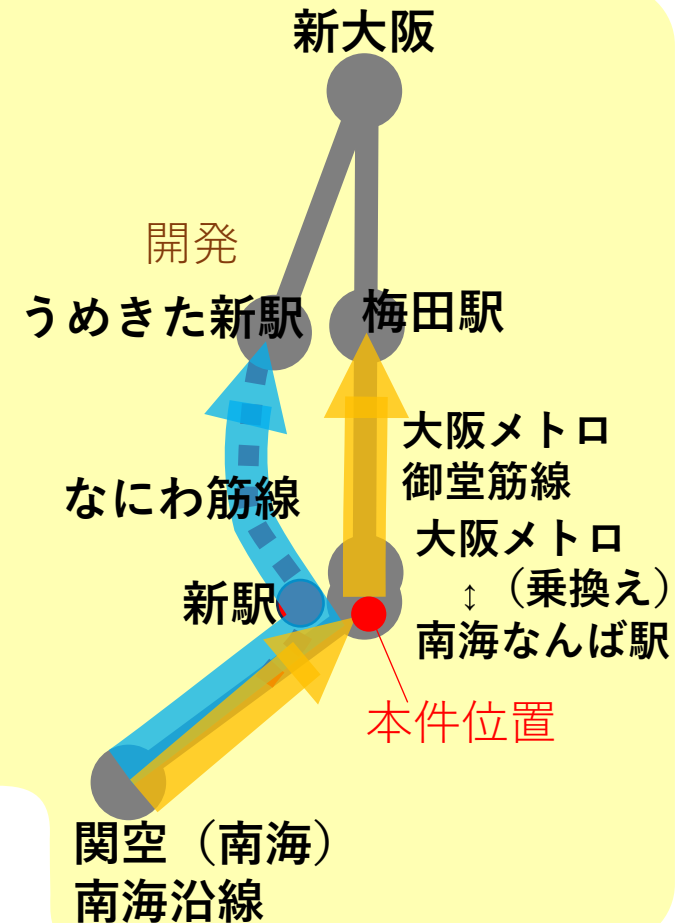 新大阪
開発
うめきた新駅
梅田駅
大阪メトロ
御堂筋線
なにわ筋線
大阪メトロ
↕（乗換え）
南海なんば駅
新駅
本件位置
関空（南海）
南海沿線